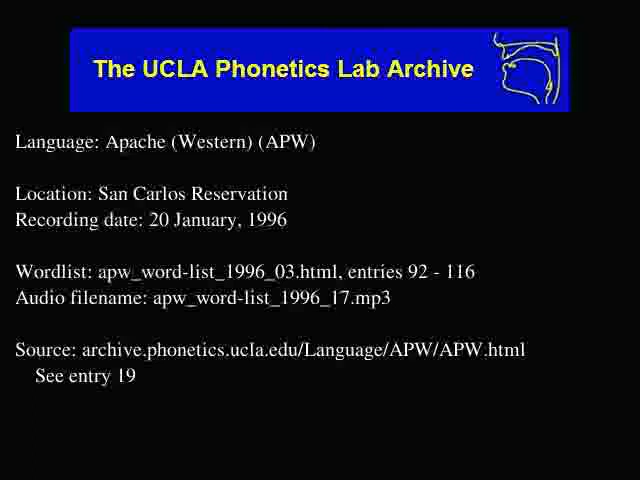 The UCLA Phonetics Lab Archive
Language: Apache (Western) (APW)
Location: San Carlos Reservation
Recording date: 20 January, 1996
Wordlist: apw_word-list_1996_03.html, entries 92 - 116
Audio filename: apw_word-list_1996_17.mp3
Source: archive.phonetics.ucla.edu/Language/APW/APW.html
See entry 19